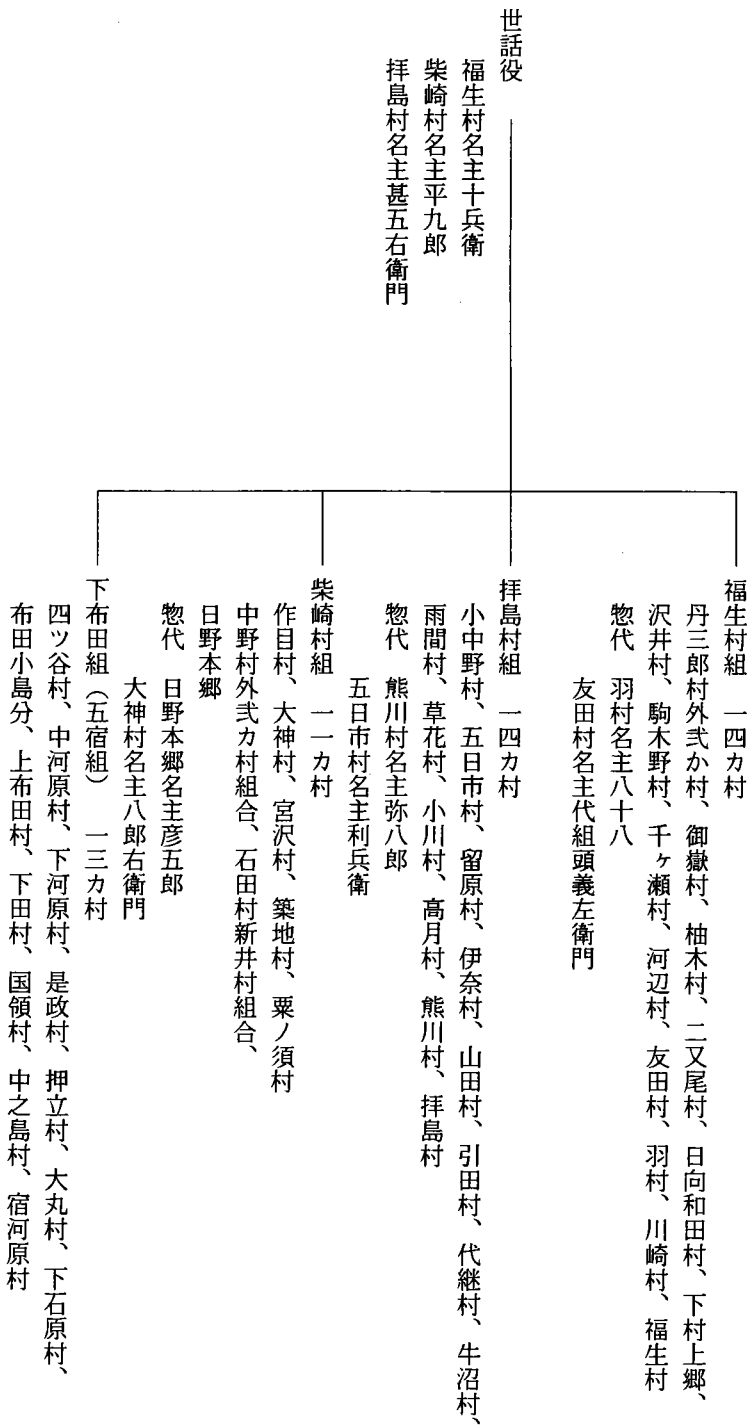 世話役
福生村名主十兵衛
柴崎村名主平九郎
拝島村名主甚五右衛門
福生村組　一四カ村
丹三郎村外弐か村、御嶽村、柚木村、二又尾村、日向和田村、下村上郷、
沢井村、駒木野村、千ヶ瀬村、河辺村、友田村、羽村、川崎村、福生村
惣代　羽村名主八十八
友田村名主代組頭義左衛門
拝島村組　一四カ村
小中野村、五日市村、留原村、伊奈村、山田村、引田村、代継村、牛沼村、
雨間村、草花村、小川村、高月村、熊川村、拝島村
惣代　熊川村名主弥八郎
五日市村名主利兵衛
柴崎村組　一一カ村
作目村、大神村、宮沢村、築地村、粟ノ須村
中野村外弐カ村組合、石田村新井村組合、
日野本郷
惣代　日野本郷名主彦五郎
大神村名主八郎右衛門
下布田組（五宿組）　一三カ村
四ツ谷村、中河原村、下河原村、是政村、押立村、大丸村、下石原村、
布田小島分、上布田村、下田村、国領村、中之島村、宿河原村